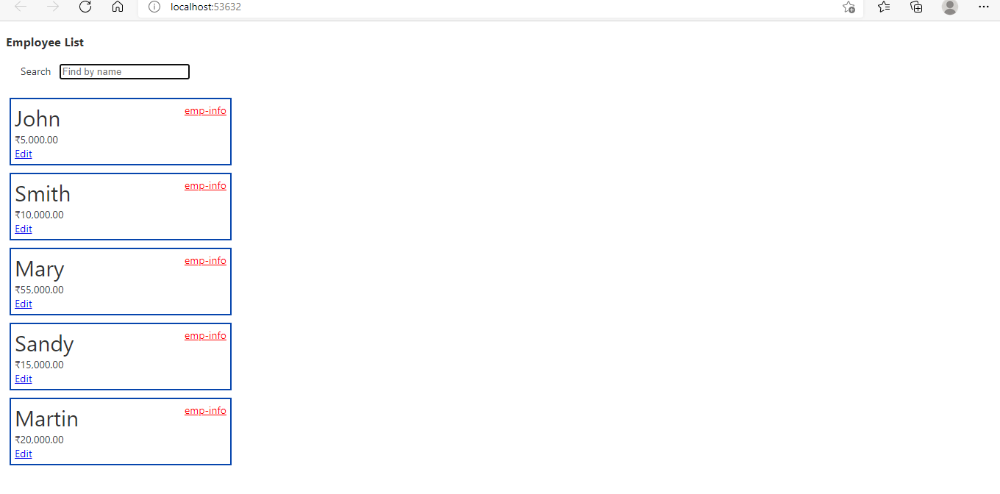 localhost:53632
Employee List
Search Find by name
John emp-info
₹5,000.00
Edit
Smith emp-info
₹10,000.00
Edit
Mary emp-info
₹55,000.00
Edit
Sandy emp-info
₹15,000.00
Edit
Martin emp-info
₹20,000.00
Edit